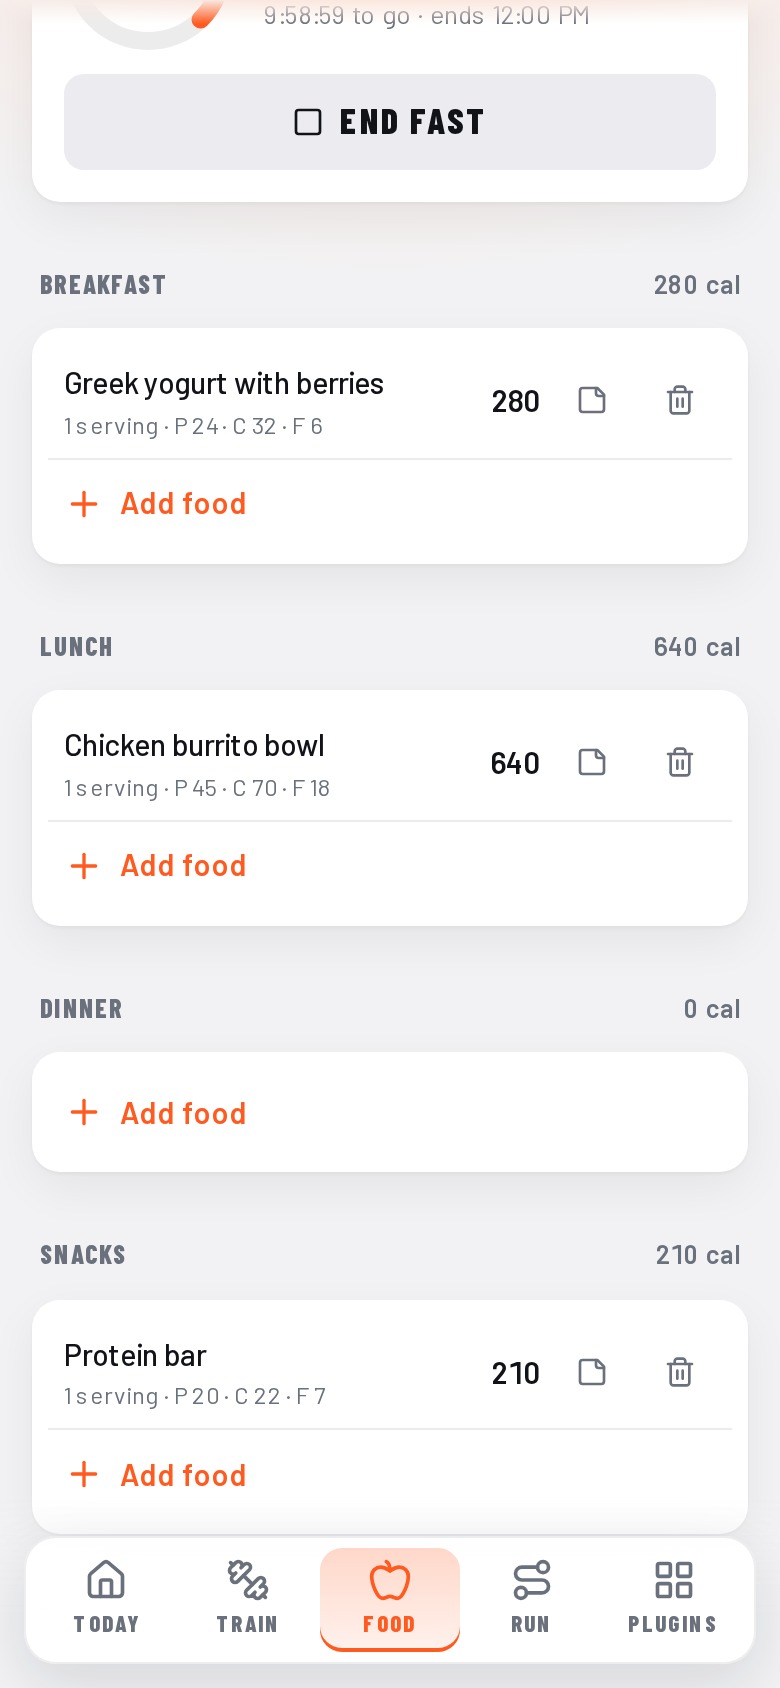 9:58:59 to go · ends 12:00 PM
END FAST
BREAKFAST 280 cal
Greek yogurt with berries 280
1 serving · P 24 · C 32 · F 6
Add food
LUNCH 640 cal
Chicken burrito bowl 640
1 serving · P 45 · C 70 · F 18
Add food
DINNER 0 cal
Add food
SNACKS 210 cal
Protein bar 210
1 serving · P 20 · C 22 · F 7
Add food
TODAY TRAIN FOOD RUN PLUGINS